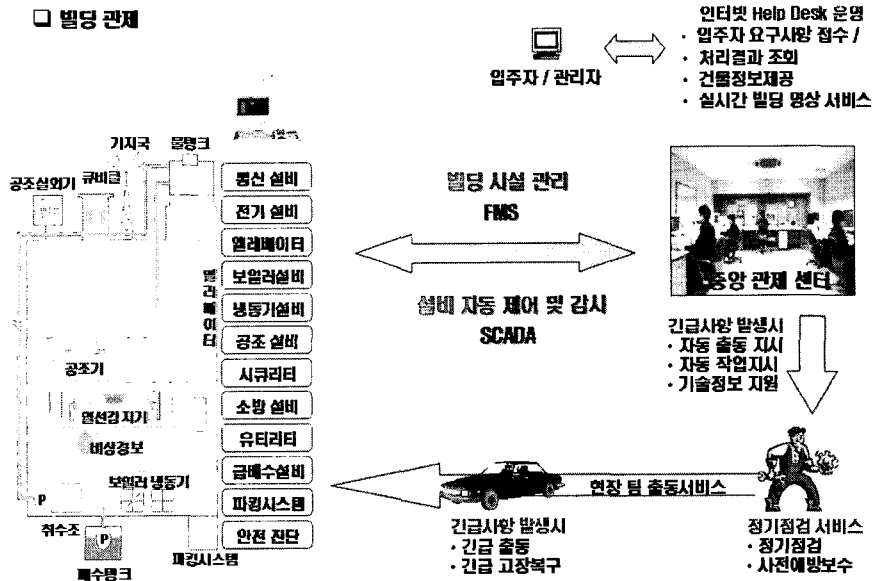 ❑ 빌딩 관제
인터넷 Help Desk 운영
· 입주자 요구사항 접수 /
· 처리결과 조회
· 건물정보제공
· 실시간 빌딩 영상 서비스
입주자 / 관리자
기지국
물탱크
공조실외기
큐비클
통신 설비
전기 설비
엘레베이터
보일러설비
냉동기설비
공조 설비
시큐리티
소방 설비
유티리티
급배수설비
파킹시스템
안전 진단
엘리베이터
공조기
열선감지기
비상경보
보일러
냉동기
P
취수조
P
폐수탱크
파킹시스템
빌딩 시설 관리
FMS
설비 자동 제어 및 감시
SCADA
중앙 관제 센터
긴급사항 발생시
· 자동 출동 지시
· 자동 작업지시
· 기술정보 지원
현장 팀 출동서비스
긴급사항 발생시
· 긴급 출동
· 긴급 고장복구
정기점검 서비스
· 정기점검
· 사전예방보수